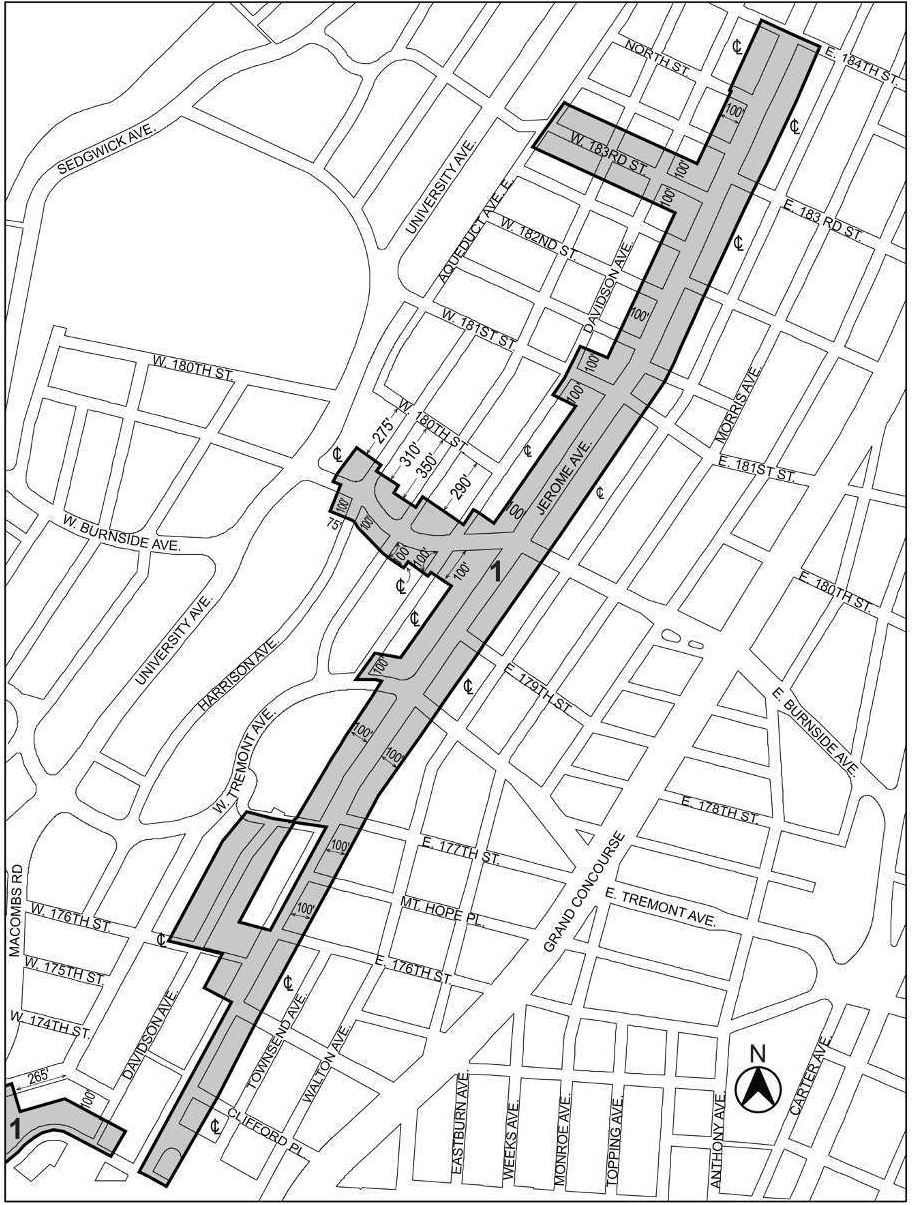 NORTH ST.
℄
E. 184TH ST.
100'
℄
SEDGWICK AVE.
W. 183RD ST.
100'
UNIVERSITY AVE.
AQUEDUCT AVE. E.
100'
E. 183 RD ST.
W. 182ND ST.
℄
DAVIDSON AVE.
100'
W. 181ST ST.
W. 180TH ST.
100'
100'
MORRIS AVE.
W. 180TH ST.
275'
310'
350'
290'
℄
℄
E. 181ST ST.
JEROME AVE.
℄
100'
100'
75'
100'
W. BURNSIDE AVE.
100'
100'
100'
1
℄
E. 180TH ST.
℄
UNIVERSITY AVE.
HARRISON AVE.
100'
E. 179TH ST.
℄
E. BURNSIDE AVE.
W. TREMONT AVE.
100'
100'
E. 178TH ST.
100'
E. 177TH ST.
GRAND CONCOURSE
MACOMBS RD
W. 176TH ST.
100'
MT. HOPE PL.
E. TREMONT AVE.
℄
W. 175TH ST.
E. 176TH ST.
℄
W. 174TH ST.
DAVIDSON AVE.
TOWNSEND AVE.
WALTON AVE.
N
265'
100'
CLIFFORD PL.
℄
1
EASTBURN AVE.
WEEKS AVE.
MONROE AVE.
TOPPING AVE.
ANTHONY AVE.
CARTER AVE.